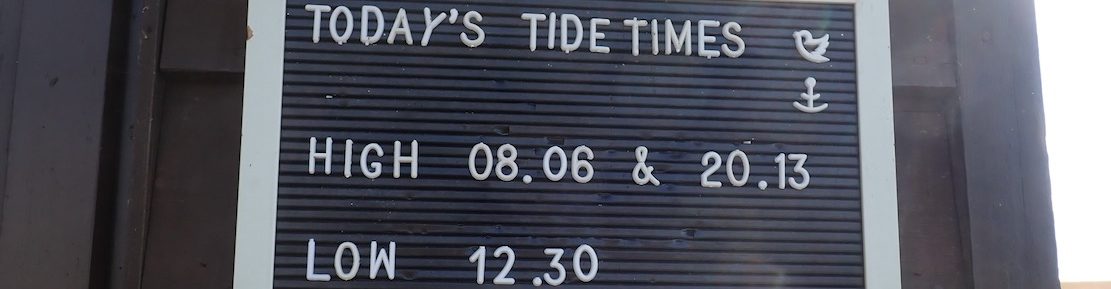 TODAY'S TIDE TIMES
HIGH 08.06 & 20.13
LOW 12.30